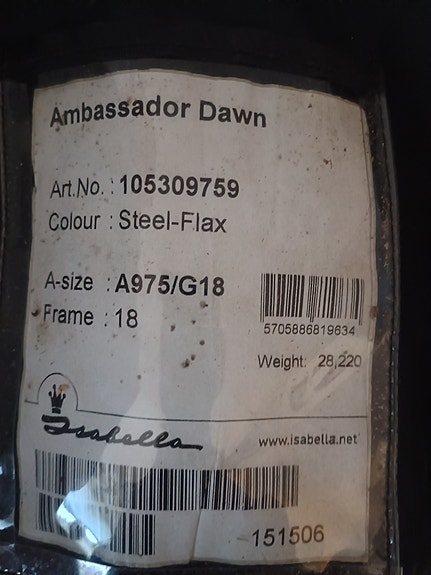 Ambassador Dawn
Art.No. : 105309759
Colour : Steel-Flax
A-size : A975/G18
Frame : 18
5705886819634
Weight: 28,220
Isabella
www.isabella.net
151506